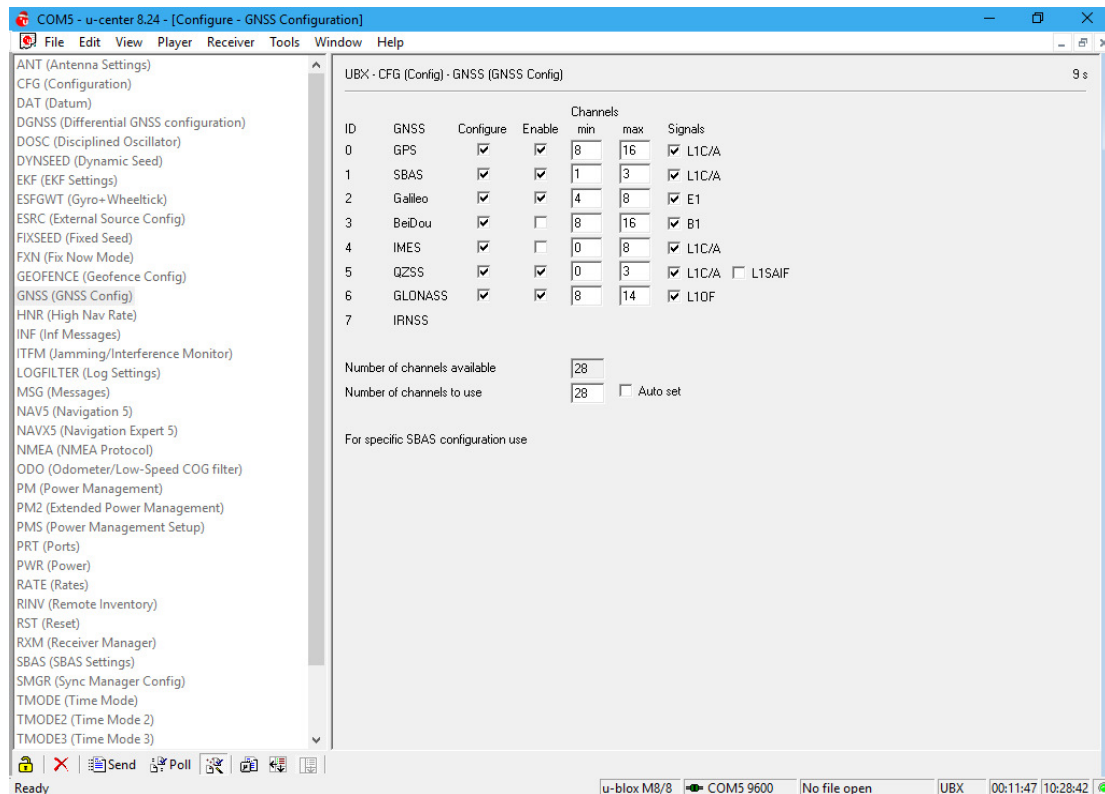 COM5 - u-center 8.24 - [Configure - GNSS Configuration]
File Edit View Player Receiver Tools Window Help
ANT (Antenna Settings)
CFG (Configuration)
DAT (Datum)
DGNSS (Differential GNSS configuration)
DOSC (Disciplined Oscillator)
DYNSEED (Dynamic Seed)
EKF (EKF Settings)
ESFGWT (Gyro+Wheeltick)
ESRC (External Source Config)
FIXSEED (Fixed Seed)
FXN (Fix Now Mode)
GEOFENCE (Geofence Config)
GNSS (GNSS Config)
HNR (High Nav Rate)
INF (Inf Messages)
ITFM (Jamming/Interference Monitor)
LOGFILTER (Log Settings)
MSG (Messages)
NAV5 (Navigation 5)
NAVX5 (Navigation Expert 5)
NMEA (NMEA Protocol)
ODO (Odometer/Low-Speed COG filter)
PM (Power Management)
PM2 (Extended Power Management)
PMS (Power Management Setup)
PRT (Ports)
PWR (Power)
RATE (Rates)
RINV (Remote Inventory)
RST (Reset)
RXM (Receiver Manager)
SBAS (SBAS Settings)
SMGR (Sync Manager Config)
TMODE (Time Mode)
TMODE2 (Time Mode 2)
TMODE3 (Time Mode 3)
UBX - CFG (Config) - GNSS (GNSS Config) 9 s
Channels
ID GNSS Configure Enable min max Signals
0 GPS 8 16 L1C/A
1 SBAS 1 3 L1C/A
2 Galileo 4 8 E1
3 BeiDou 8 16 B1
4 IMES 0 8 L1C/A
5 QZSS 0 3 L1C/A L1SAIF
6 GLONASS 8 14 L1OF
7 IRNSS
Number of channels available 28
Number of channels to use 28 Auto set
For specific SBAS configuration use
Send Poll
Ready u-blox M8/8 COM5 9600 No file open UBX 00:11:47 10:28:42